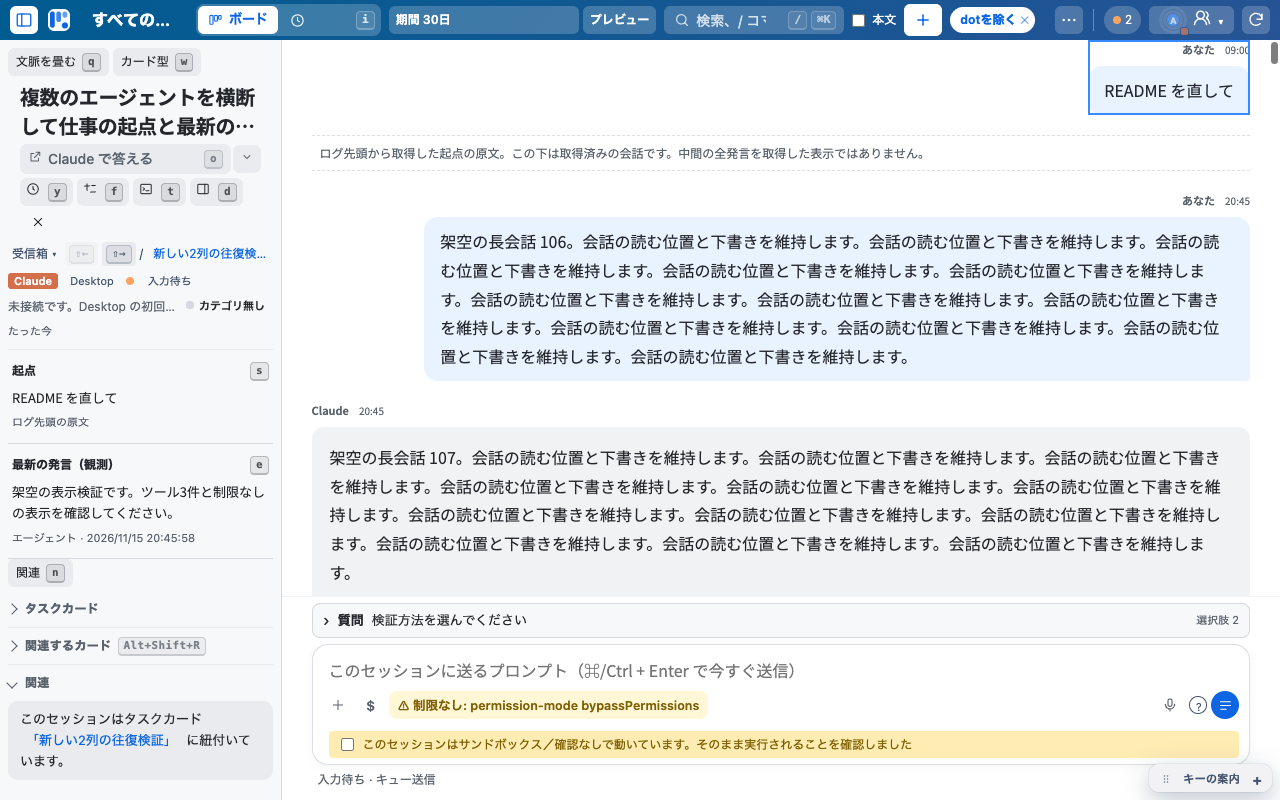 すべての…
ボード
i
期間 30日
プレビュー
検索、/ コマ
/
⌘K
本文
+
dotを除く ×
…
2
A
文脈を畳む q
カード型 w
複数のエージェントを横断
して仕事の起点と最新の…
Claude で答える o
y
f
t
d
×
受信箱
⇧←
⇧→
/ 新しい2列の往復検…
Claude Desktop 入力待ち
未接続です。Desktop の初回… カテゴリ無し
たった今
起点 s
README を直して
ログ先頭の原文
最新の発言（観測） e
架空の表示検証です。ツール3件と制限なし
の表示を確認してください。
エージェント · 2026/11/15 20:45:58
関連 n
タスクカード
関連するカード Alt+Shift+R
関連
このセッションはタスクカード
「新しい2列の往復検証」 に紐付いて
います。
あなた 09:00
README を直して
ログ先頭から取得した起点の原文。この下は取得済みの会話です。中間の全発言を取得した表示ではありません。
あなた 20:45
架空の長会話 106。会話の読む位置と下書きを維持します。会話の読む位置と下書きを維持します。会話の読
む位置と下書きを維持します。会話の読む位置と下書きを維持します。会話の読む位置と下書きを維持しま
す。会話の読む位置と下書きを維持します。会話の読む位置と下書きを維持します。会話の読む位置と下書き
を維持します。会話の読む位置と下書きを維持します。会話の読む位置と下書きを維持します。会話の読む位
置と下書きを維持します。会話の読む位置と下書きを維持します。
Claude 20:45
架空の長会話 107。会話の読む位置と下書きを維持します。会話の読む位置と下書きを維持します。会話の読む位置と下書き
を維持します。会話の読む位置と下書きを維持します。会話の読む位置と下書きを維持します。会話の読む位置と下書きを維
持します。会話の読む位置と下書きを維持します。会話の読む位置と下書きを維持します。会話の読む位置と下書きを維持し
ます。会話の読む位置と下書きを維持します。会話の読む位置と下書きを維持します。会話の読む位置と下書きを維持しま
す。
質問 検証方法を選んでください
選択肢 2
このセッションに送るプロンプト（⌘/Ctrl + Enter で今すぐ送信）
+ $ 制限なし: permission-mode bypassPermissions
?
このセッションはサンドボックス／確認なしで動いています。そのまま実行されることを確認しました
入力待ち · キュー送信
キーの案内 +